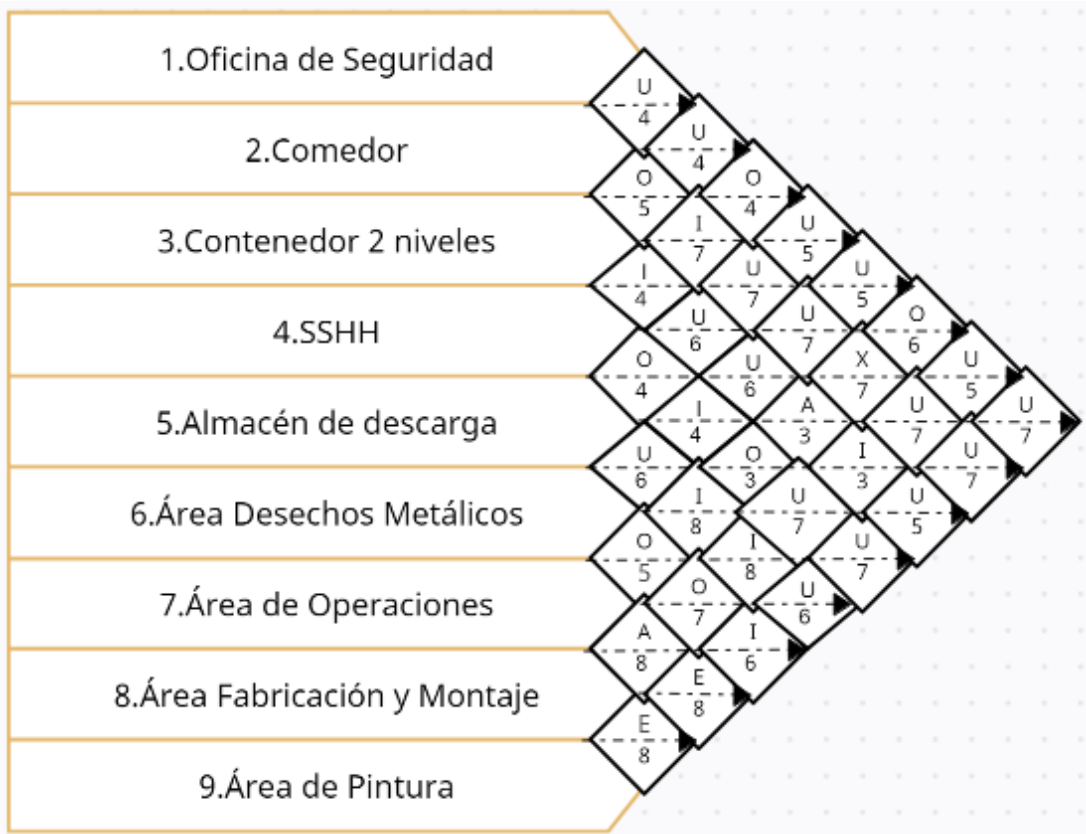 1.Oficina de Seguridad
2.Comedor
3.Contenedor 2 niveles
4.SSHH
5.Almacén de descarga
6.Área Desechos Metálicos
7.Área de Operaciones
8.Área Fabricación y Montaje
9.Área de Pintura
U
4
O
5
I
4
O
4
U
6
O
5
A
8
E
8
U
4
I
7
U
6
I
4
I
8
O
7
E
8
O
4
U
7
U
6
O
3
I
8
I
6
U
5
U
7
A
3
U
7
U
6
U
5
X
7
I
3
U
7
O
6
U
7
U
5
U
5
U
7
U
7